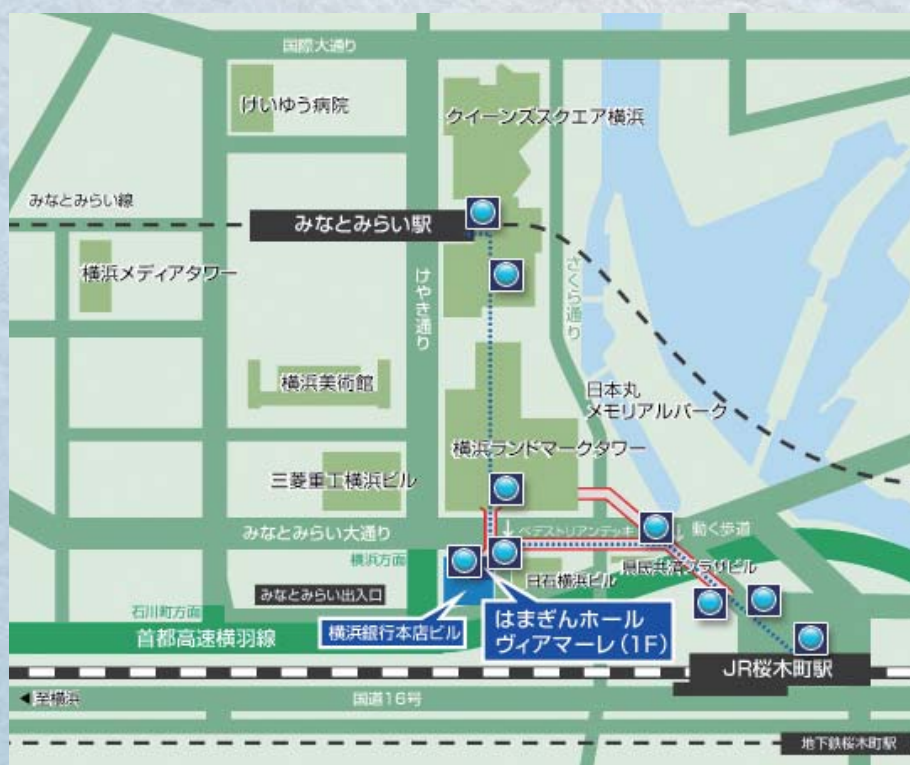 国際大通り
けいゆう病院
クイーンズスクエア横浜
みなとみらい線
みなとみらい駅
横浜メディアタワー
けやき通り
さくら通り
横浜美術館
日本丸
メモリアルパーク
横浜ランドマークタワー
三菱重工横浜ビル
みなとみらい大通り
↓ペデストリアンデッキ
↓動く歩道
横浜方面
日石横浜ビル
県民共済プラザビル
みなとみらい出入口
石川町方面
首都高速横羽線
横浜銀行本店ビル
はまぎんホール
ヴィアマーレ(1F)
JR桜木町駅
◀至横浜
国道16号
地下鉄桜木町駅